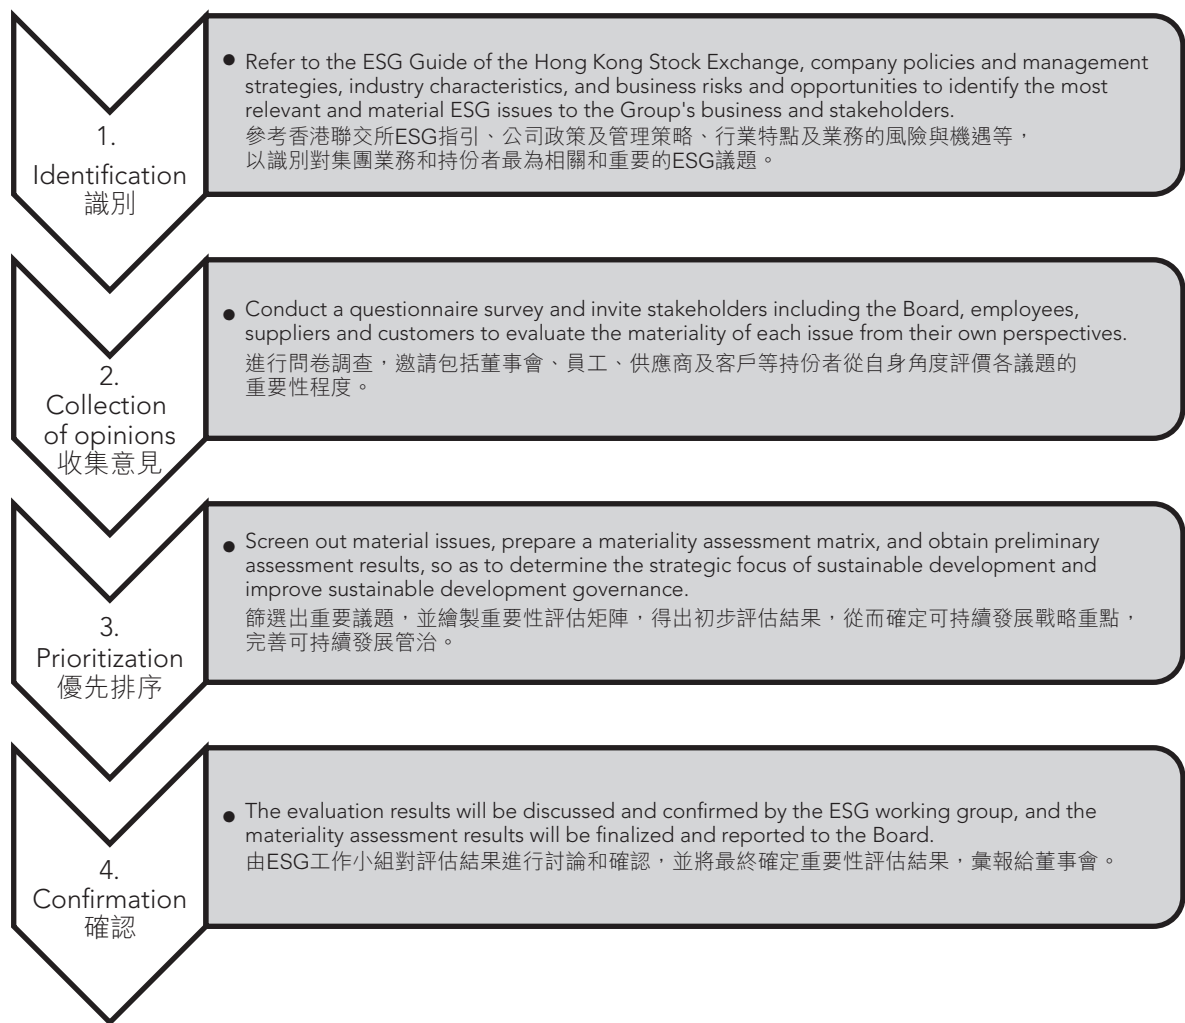 1.
Identification
識別
● Refer to the ESG Guide of the Hong Kong Stock Exchange, company policies and management
strategies, industry characteristics, and business risks and opportunities to identify the most
relevant and material ESG issues to the Group's business and stakeholders.
參考香港聯交所ESG指引、公司政策及管理策略、行業特點及業務的風險與機遇等，
以識別對集團業務和持份者最為相關和重要的ESG議題。
2.
Collection
of opinions
收集意見
● Conduct a questionnaire survey and invite stakeholders including the Board, employees,
suppliers and customers to evaluate the materiality of each issue from their own perspectives.
進行問卷調查，邀請包括董事會、員工、供應商及客戶等持份者從自身角度評價各議題的
重要性程度。
3.
Prioritization
優先排序
● Screen out material issues, prepare a materiality assessment matrix, and obtain preliminary
assessment results, so as to determine the strategic focus of sustainable development and
improve sustainable development governance.
篩選出重要議題，並繪製重要性評估矩陣，得出初步評估結果，從而確定可持續發展戰略重點，
完善可持續發展管治。
4.
Confirmation
確認
● The evaluation results will be discussed and confirmed by the ESG working group, and the
materiality assessment results will be finalized and reported to the Board.
由ESG工作小組對評估結果進行討論和確認，並將最終確定重要性評估結果，彙報給董事會。